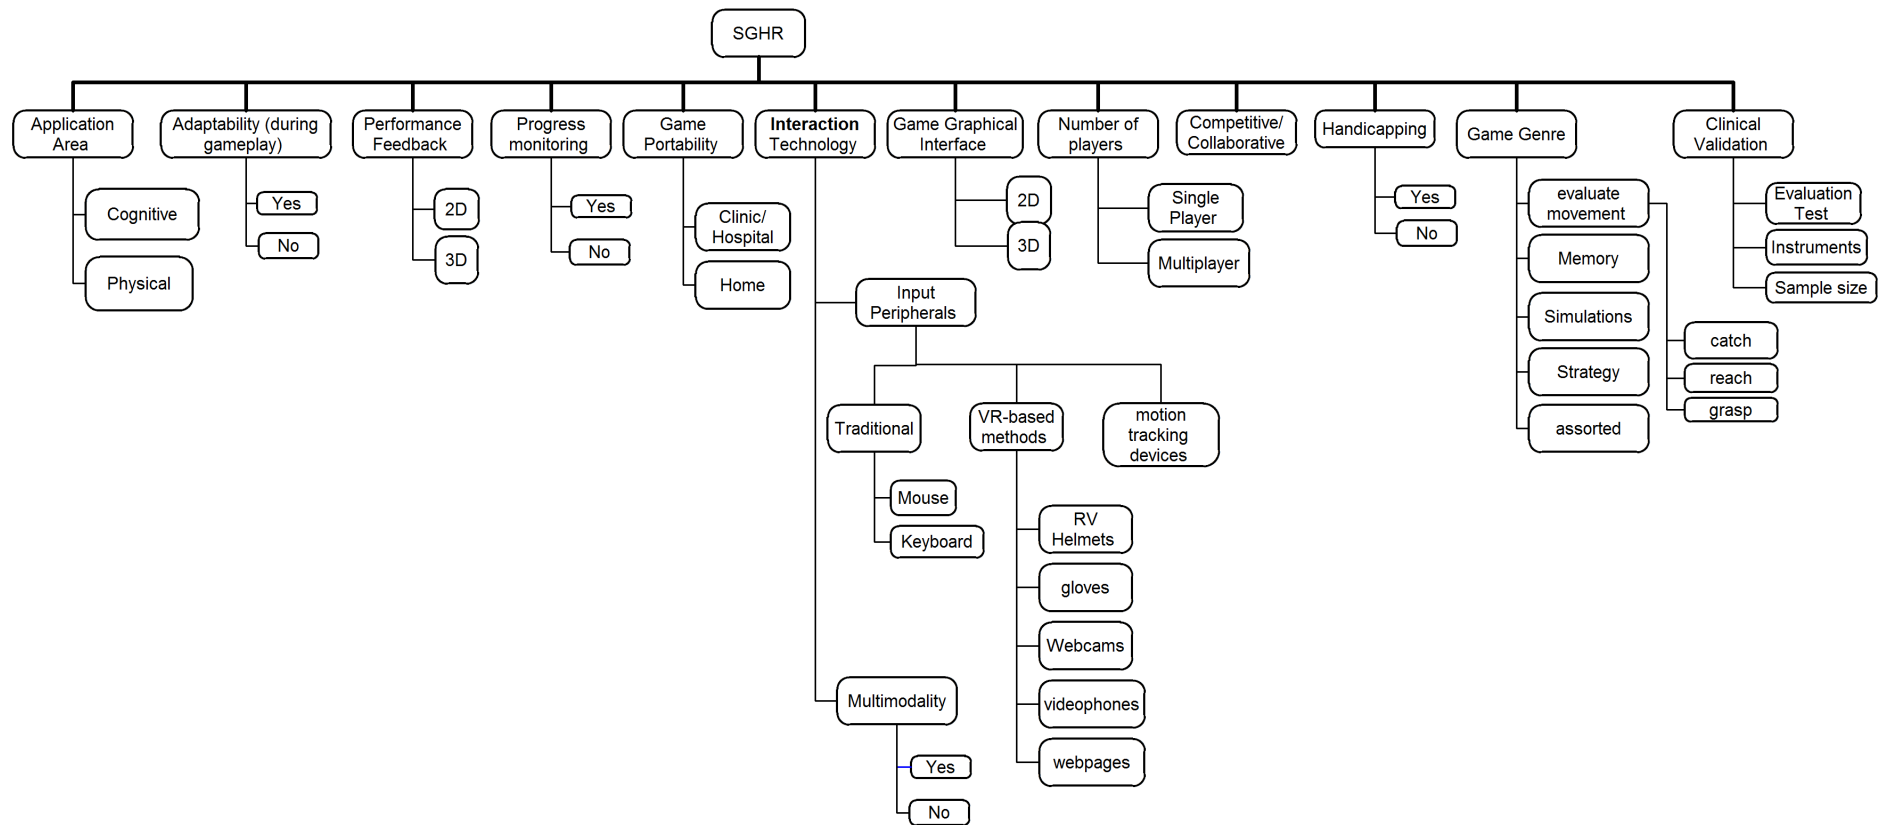 SGHR
Application
Area
Cognitive
Physical
Adaptability (during
gameplay)
Yes
No
Performance
Feedback
2D
3D
Progress
monitoring
Yes
No
Game
Portability
Clinic/
Hospital
Home
Interaction
Technology
Input
Peripherals
Traditional
Mouse
Keyboard
VR-based
methods
RV
Helmets
gloves
Webcams
videophones
webpages
motion
tracking
devices
Multimodality
Yes
No
Game Graphical
Interface
2D
3D
Number of
players
Single
Player
Multiplayer
Competitive/
Collaborative
Handicapping
Yes
No
Game Genre
evaluate
movement
catch
reach
grasp
Memory
Simulations
Strategy
assorted
Clinical
Validation
Evaluation
Test
Instruments
Sample size